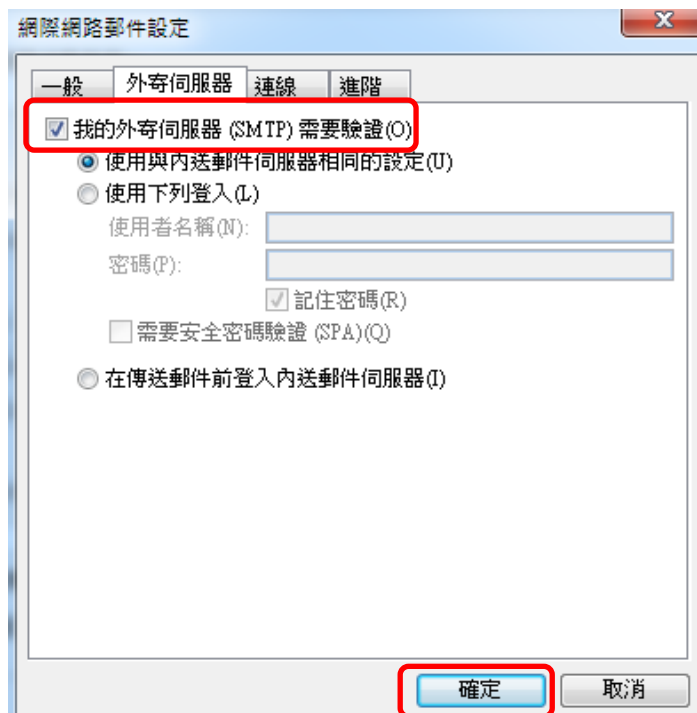 網際網路郵件設定
一般 外寄伺服器 連線 進階
我的外寄伺服器 (SMTP) 需要驗證(O)
使用與內送郵件伺服器相同的設定(U)
使用下列登入(L)
使用者名稱(N):
密碼(P):
記住密碼(R)
需要安全密碼驗證 (SPA)(Q)
在傳送郵件前登入內送郵件伺服器(I)
確定 取消